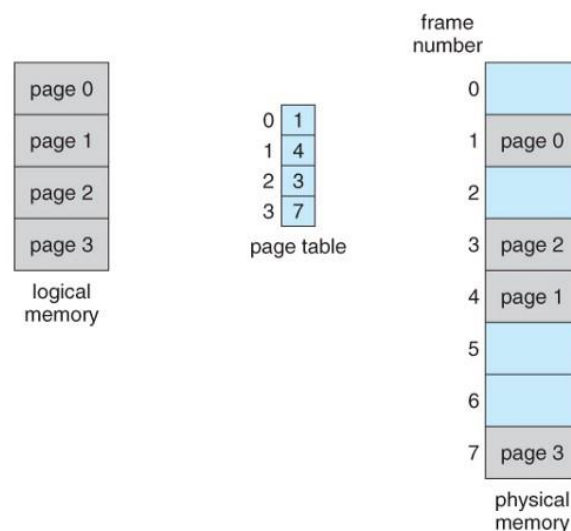 page 0
page 1
page 2
page 3
logical
memory
0 1
1 4
2 3
3 7
page table
frame
number
0
1 page 0
2
3 page 2
4 page 1
5
6
7 page 3
physical
memory